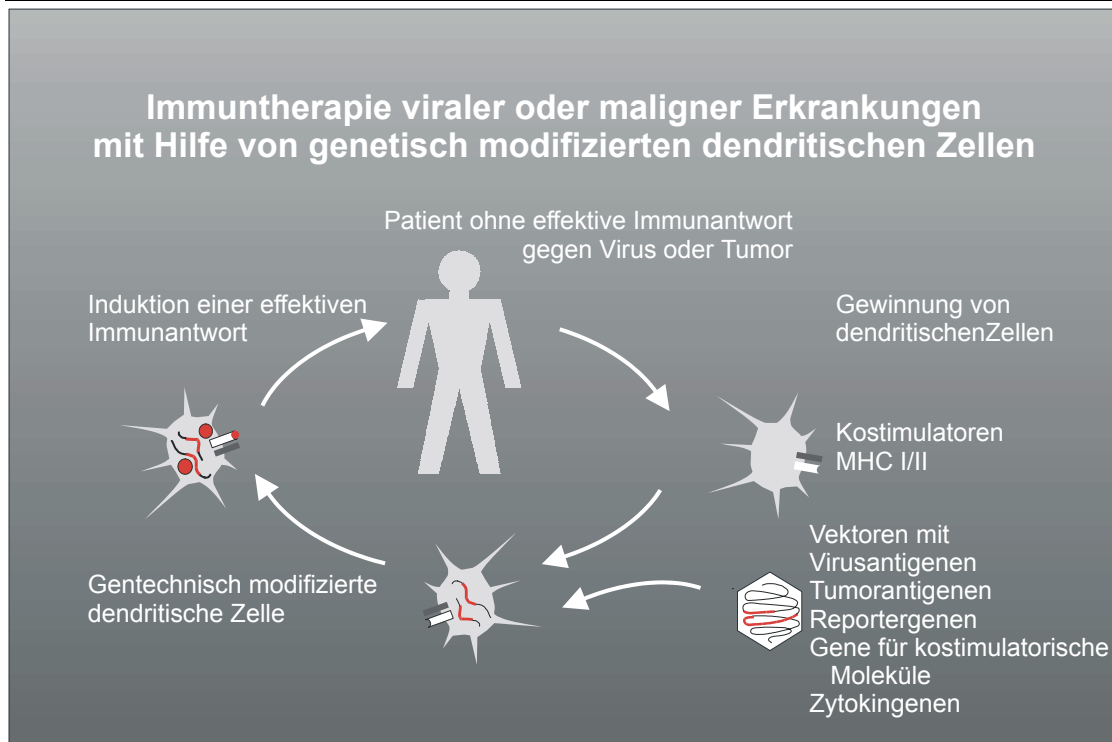 Immuntherapie viraler oder maligner Erkrankungen
mit Hilfe von genetisch modifizierten dendritischen Zellen
Patient ohne effektive Immunantwort
gegen Virus oder Tumor
Induktion einer effektiven
Immunantwort
Gewinnung von
dendritischenZellen
Kostimulatoren
MHC I/II
Vektoren mit
Virusantigenen
Tumorantigenen
Reportergenen
Gene für kostimulatorische
Moleküle
Zytokingenen
Gentechnisch modifizierte
dendritische Zelle